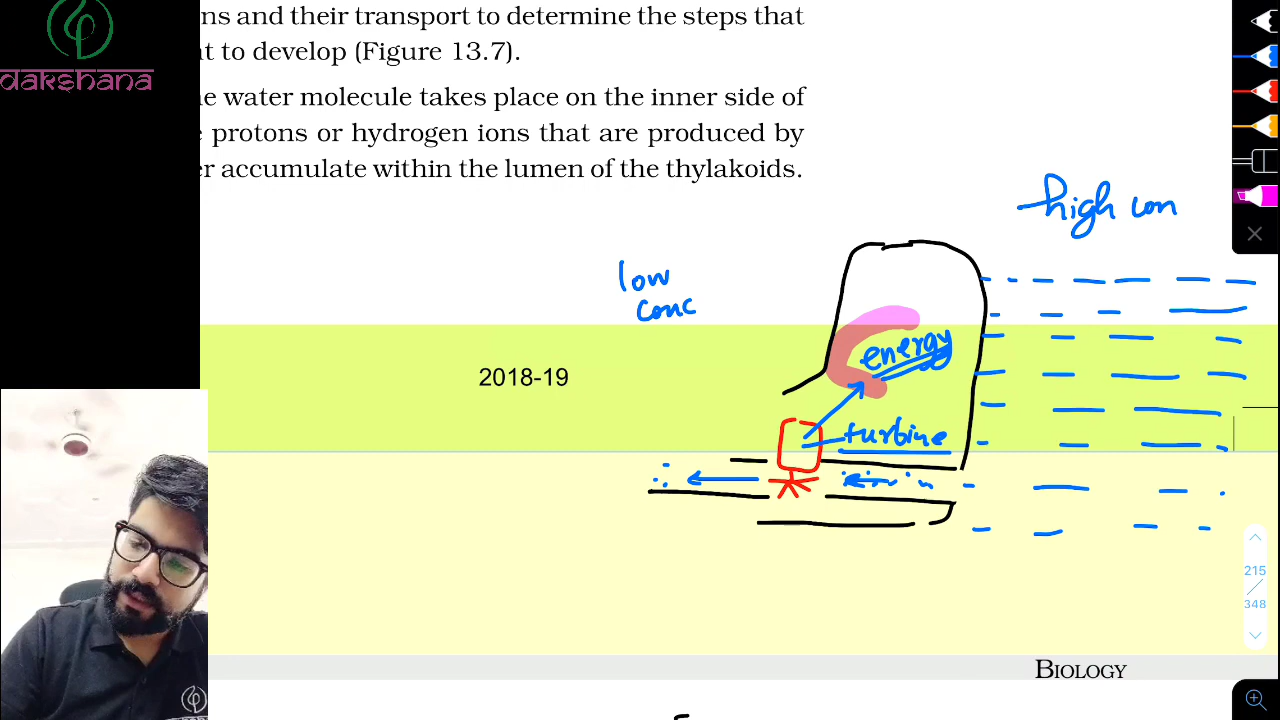 ns and their transport to determine the steps that
t to develop (Figure 13.7).
dakshana
e water molecule takes place on the inner side of
protons or hydrogen ions that are produced by
er accumulate within the lumen of the thylakoids.
high con
low
conc
energy
2018-19
turbine
215
348
BIOLOGY